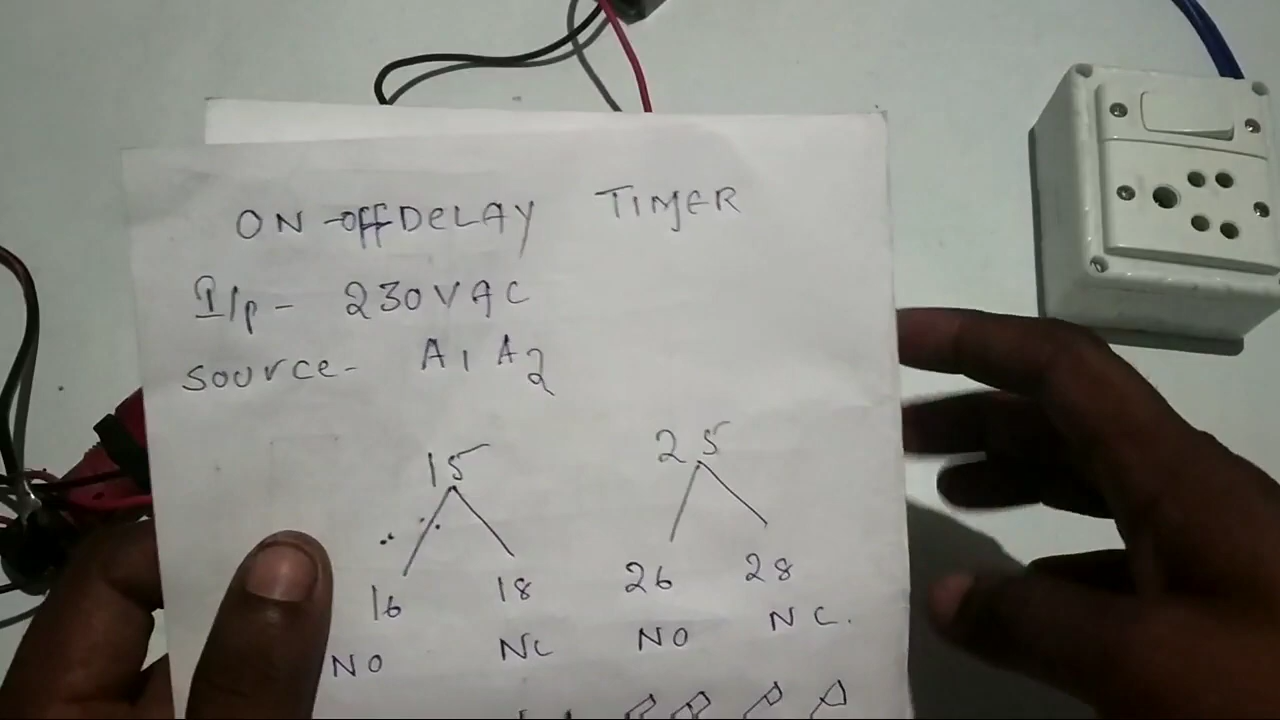 ON-OFF DELAY TIMER
I/p - 230VAC
Source - A1 A2
15 25
16 18 26 28
NO NC NO NC.